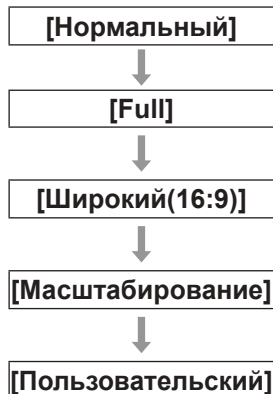 [Нормальный]
[Full]
[Широкий(16:9)]
[Масштабирование]
[Пользовательский]